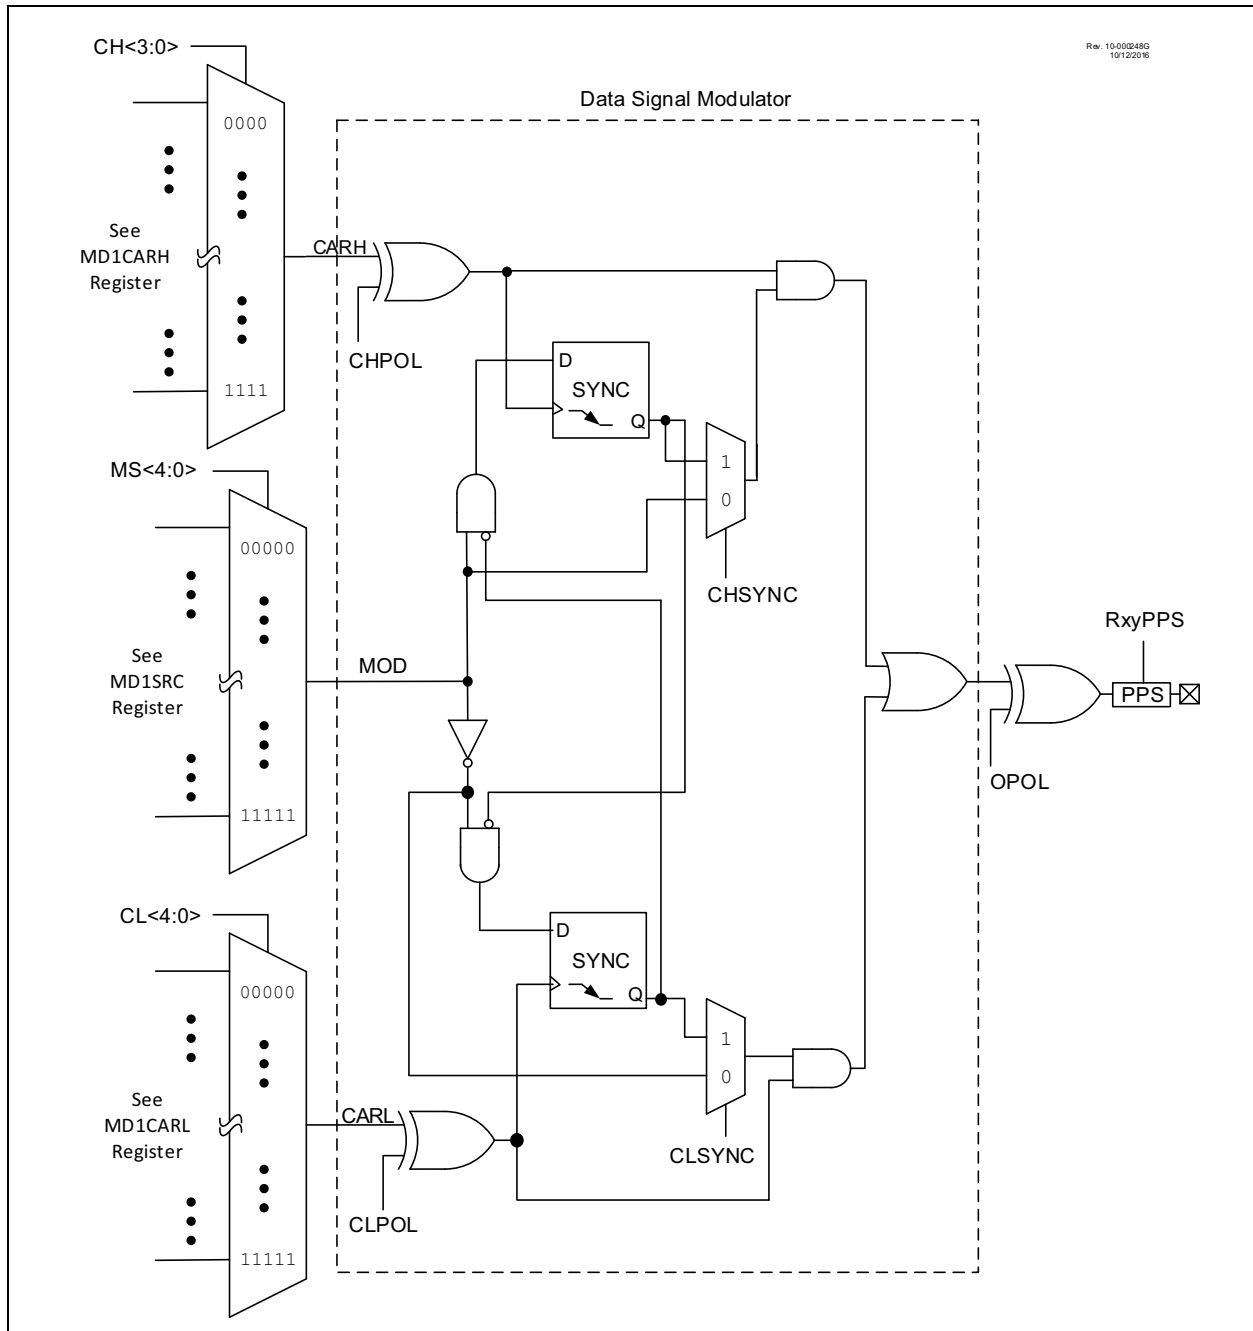 CH<3:0>
Rev. 10-000248G
10/12/2016
Data Signal Modulator
0000
See
MD1CARH
Register
CARH
1111
CHPOL
D
SYNC
Q
1
0
CHSYNC
MS<4:0>
00000
See
MD1SRC
Register
MOD
11111
RxyPPS
PPS
OPOL
CL<4:0>
00000
D
SYNC
Q
1
0
See
MD1CARL
Register
CARL
CLSYNC
CLPOL
11111